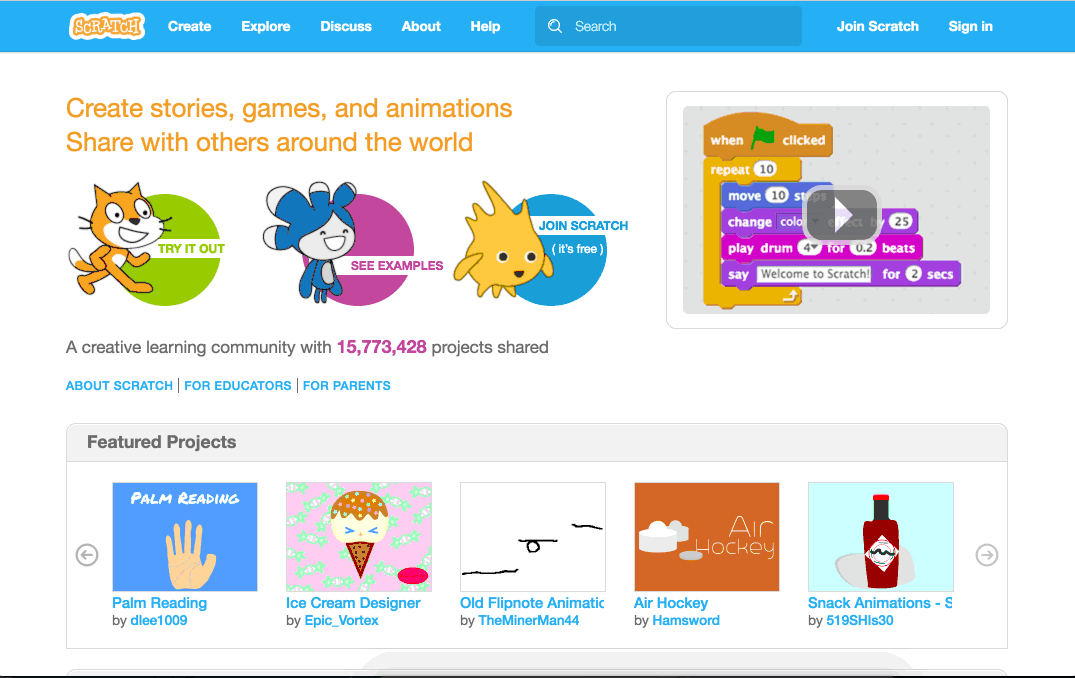 SCRATCH Create Explore Discuss About Help Search Join Scratch Sign in
Create stories, games, and animations
Share with others around the world
TRY IT OUT
SEE EXAMPLES
JOIN SCRATCH
( it's free )
when clicked
repeat 10
move 10 steps
change color effect by 25
play drum 4 for 0.2 beats
say Welcome to Scratch! for 2 secs
A creative learning community with 15,773,428 projects shared
ABOUT SCRATCH | FOR EDUCATORS | FOR PARENTS
Featured Projects
PALM READING
Air
Hockey
Palm Reading
by dlee1009
Ice Cream Designer
by Epic_Vortex
Old Flipnote Animatic
by TheMinerMan44
Air Hockey
by Hamsword
Snack Animations - S
by 519SHIs30